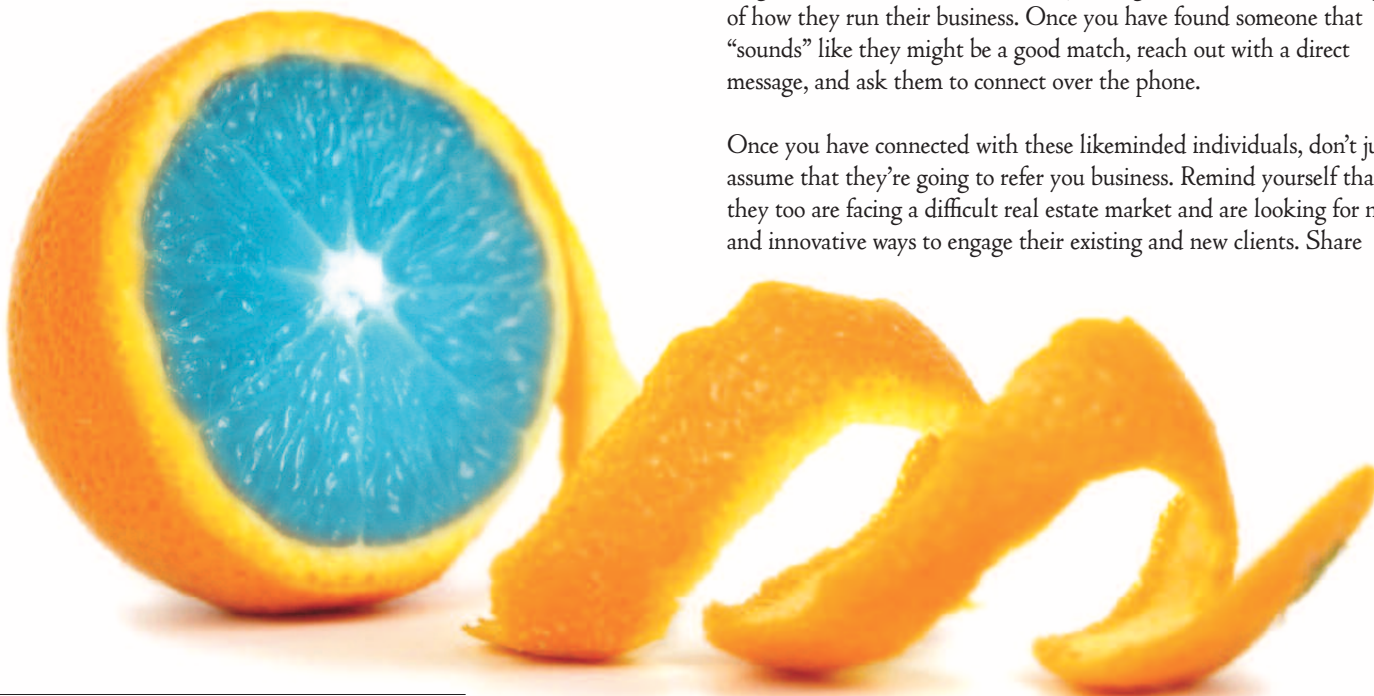 of how they run their business. Once you have found someone that
“sounds” like they might be a good match, reach out with a direct
message, and ask them to connect over the phone.
Once you have connected with these likeminded individuals, don’t
assume that they’re going to refer you business. Remind yourself
they too are facing a difficult real estate market and are looking for
and innovative ways to engage their existing and new clients. Share